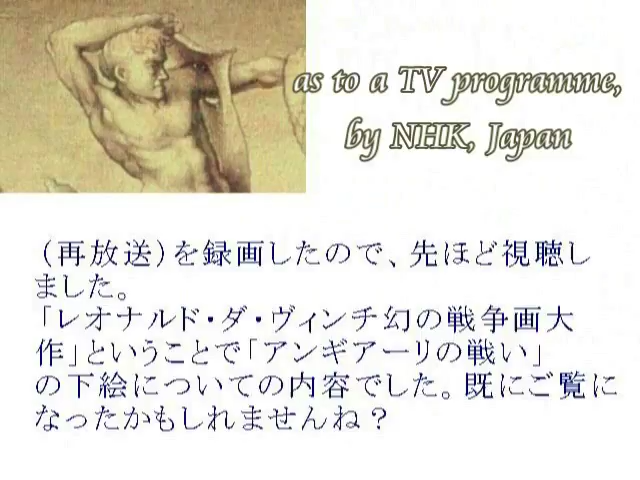 as to a TV programme,
by NHK, Japan
（再放送）を録画したので、先ほど視聴し
ました。
「レオナルド・ダ・ヴィンチ幻の戦争画大
作」ということで「アンギアーリの戦い」
の下絵についての内容でした。既にご覧に
なったかもしれませんね？